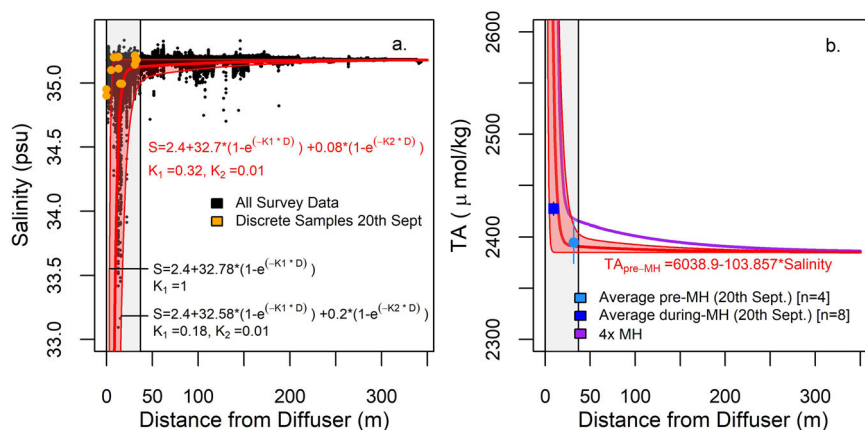 a.
35.0
34.5
34.0
33.5
33.0
Salinity (psu)
S=2.4+32.7*(1-e^(-K1 * D)) +0.08*(1-e^(-K2 * D))
K₁ =0.32, K₂ =0.01
All Survey Data
Discrete Samples 20th Sept
S=2.4+32.78*(1-e^(-K1 * D))
K₁ =1
S=2.4+32.58*(1-e^(-K1 * D)) +0.2*(1-e^(-K2 * D))
K₁ =0.18, K₂ =0.01
0 50 100 150 200 300
Distance from Diffuser (m)
b.
2600
2500
2400
2300
TA ( μ mol/kg)
TApre−MH =6038.9-103.857*Salinity
Average pre-MH (20th Sept.) [n=4]
Average during-MH (20th Sept.) [n=8]
4x MH
0 50 100 150 200 300
Distance from Diffuser (m)